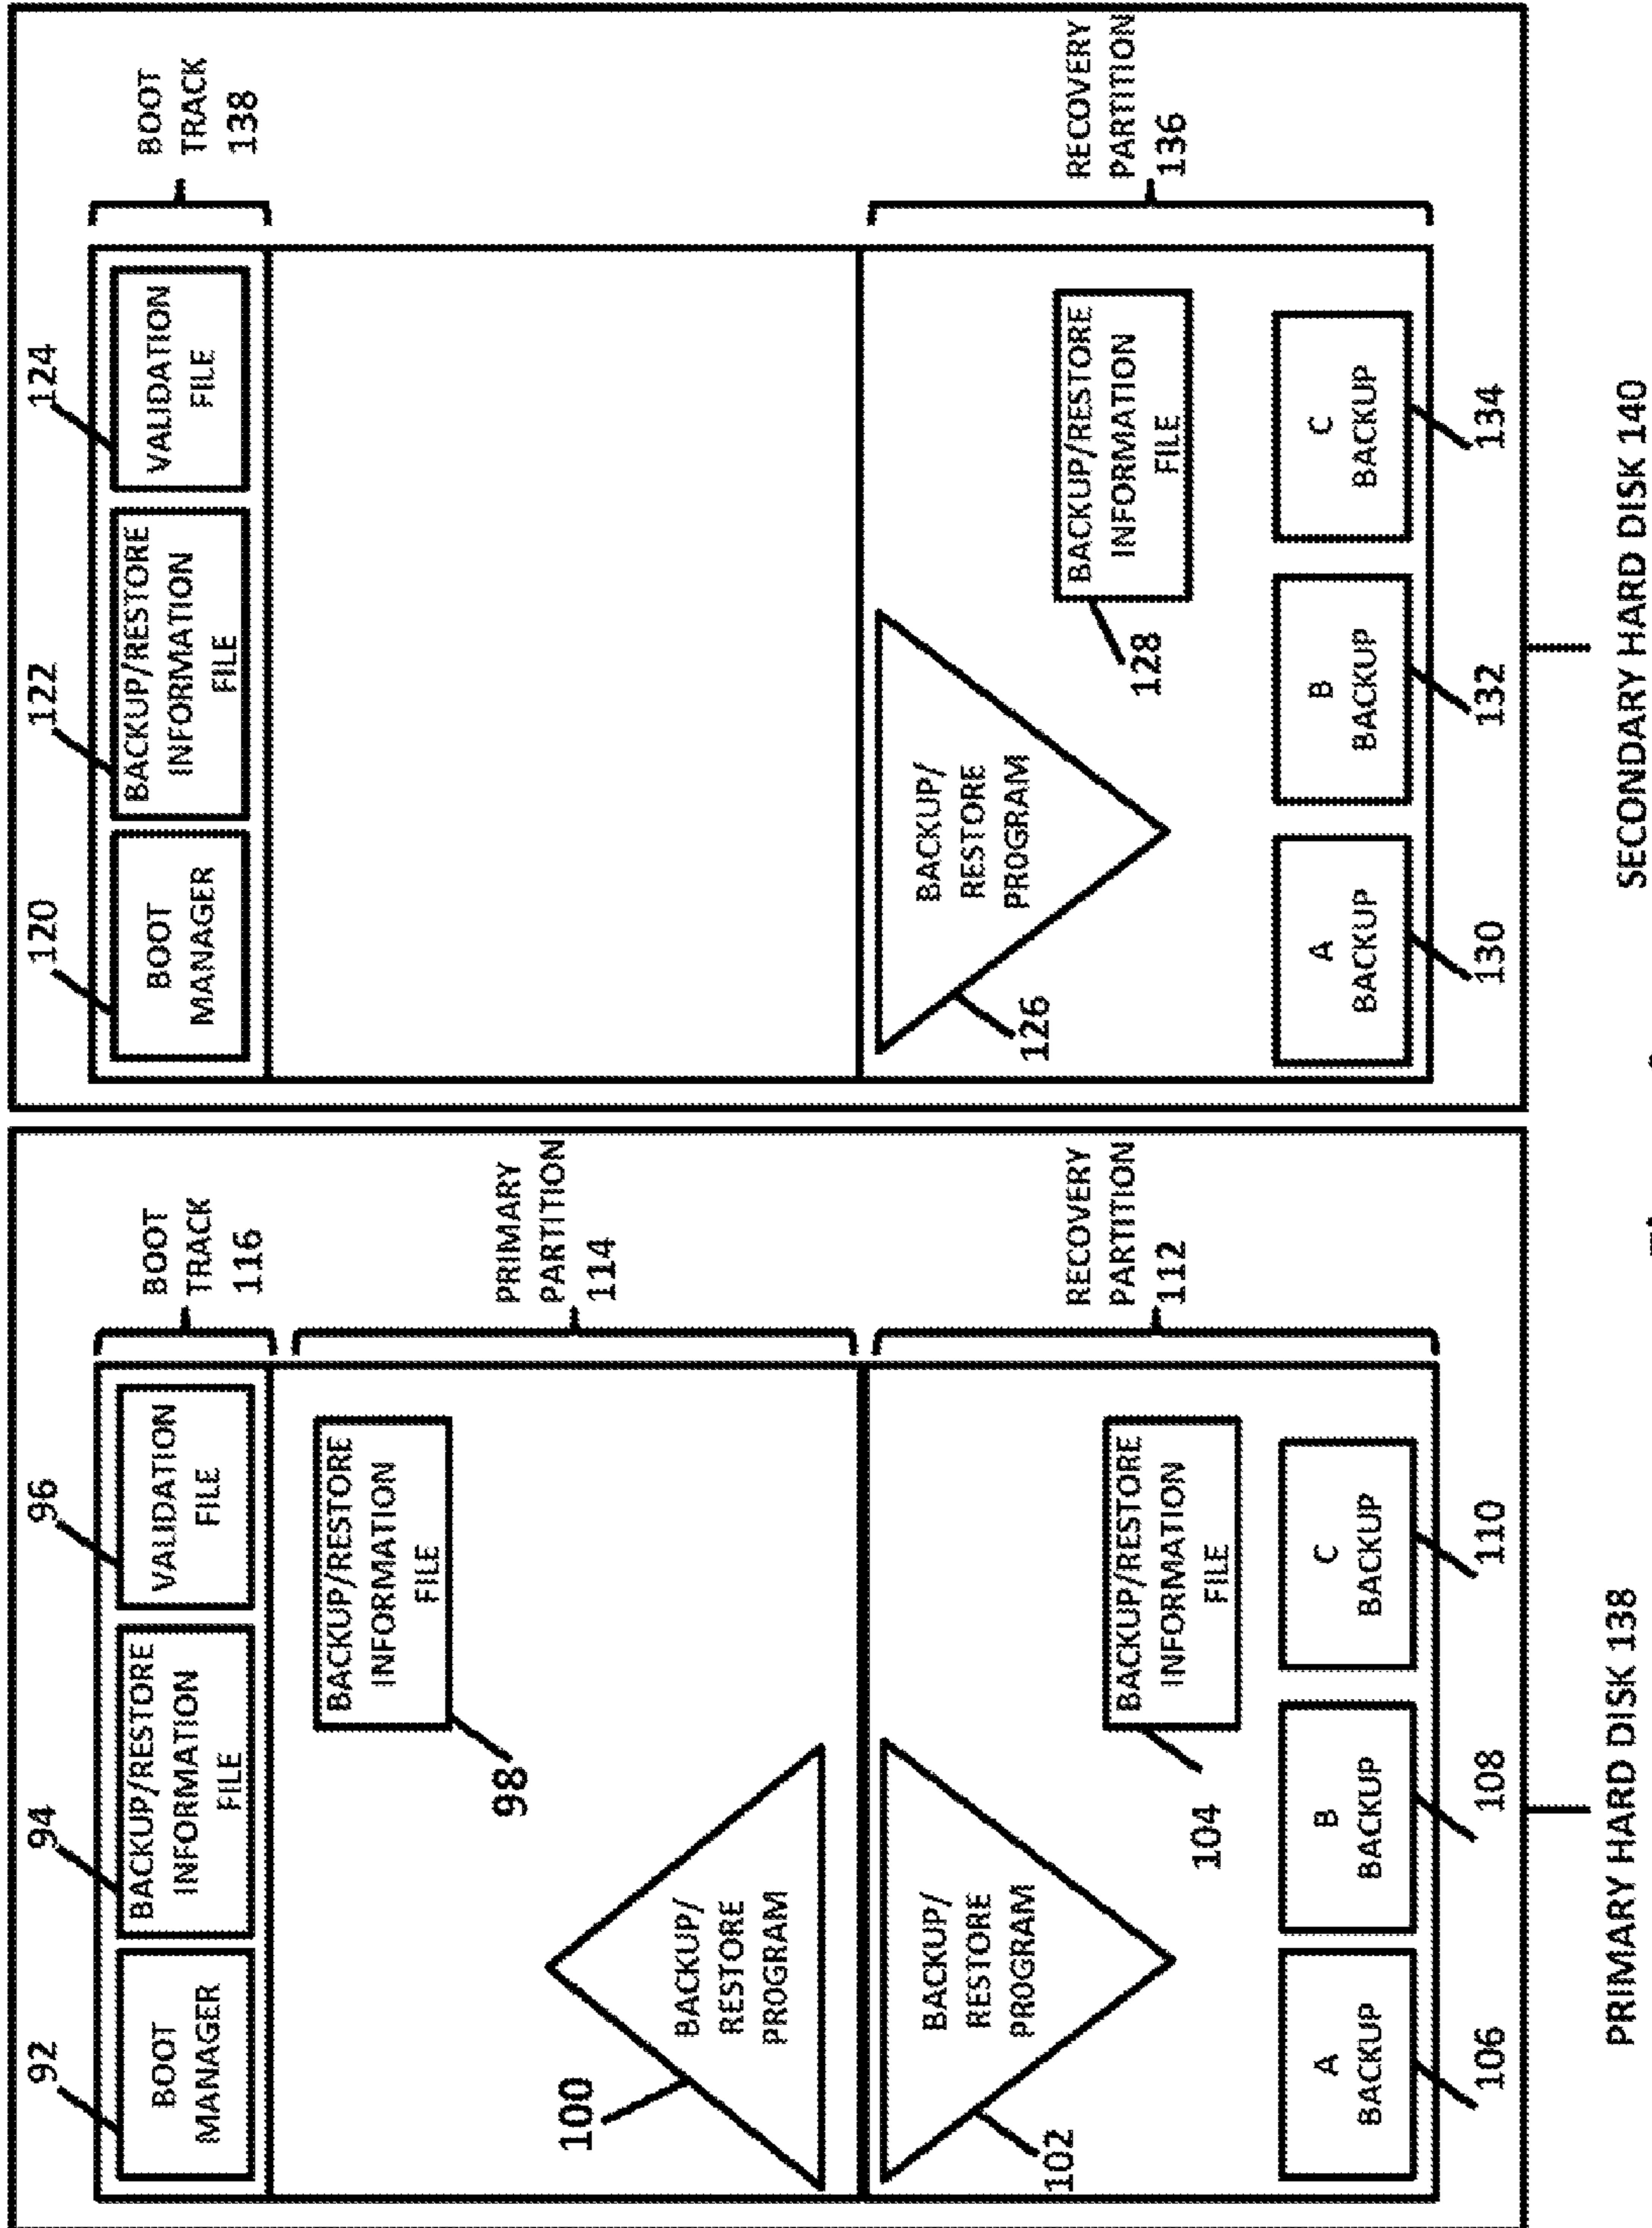 92
94
96
BOOT
MANAGER
BACKUP/RESTORE
INFORMATION
FILE
VALIDATION
FILE
BOOT
TRACK
116
BACKUP/RESTORE
INFORMATION
FILE
98
100
BACKUP/
RESTORE
PROGRAM
PRIMARY
PARTITION
114
BACKUP/
RESTORE
PROGRAM
102
BACKUP/RESTORE
INFORMATION
FILE
104
RECOVERY
PARTITION
112
A
BACKUP
B
BACKUP
C
BACKUP
106
108
110
PRIMARY HARD DISK 138
120
122
124
BOOT
MANAGER
BACKUP/RESTORE
INFORMATION
FILE
VALIDATION
FILE
BOOT
TRACK
138
BACKUP/
RESTORE
PROGRAM
126
BACKUP/RESTORE
INFORMATION
FILE
128
RECOVERY
PARTITION
136
A
BACKUP
B
BACKUP
C
BACKUP
130
132
134
SECONDARY HARD DISK 140